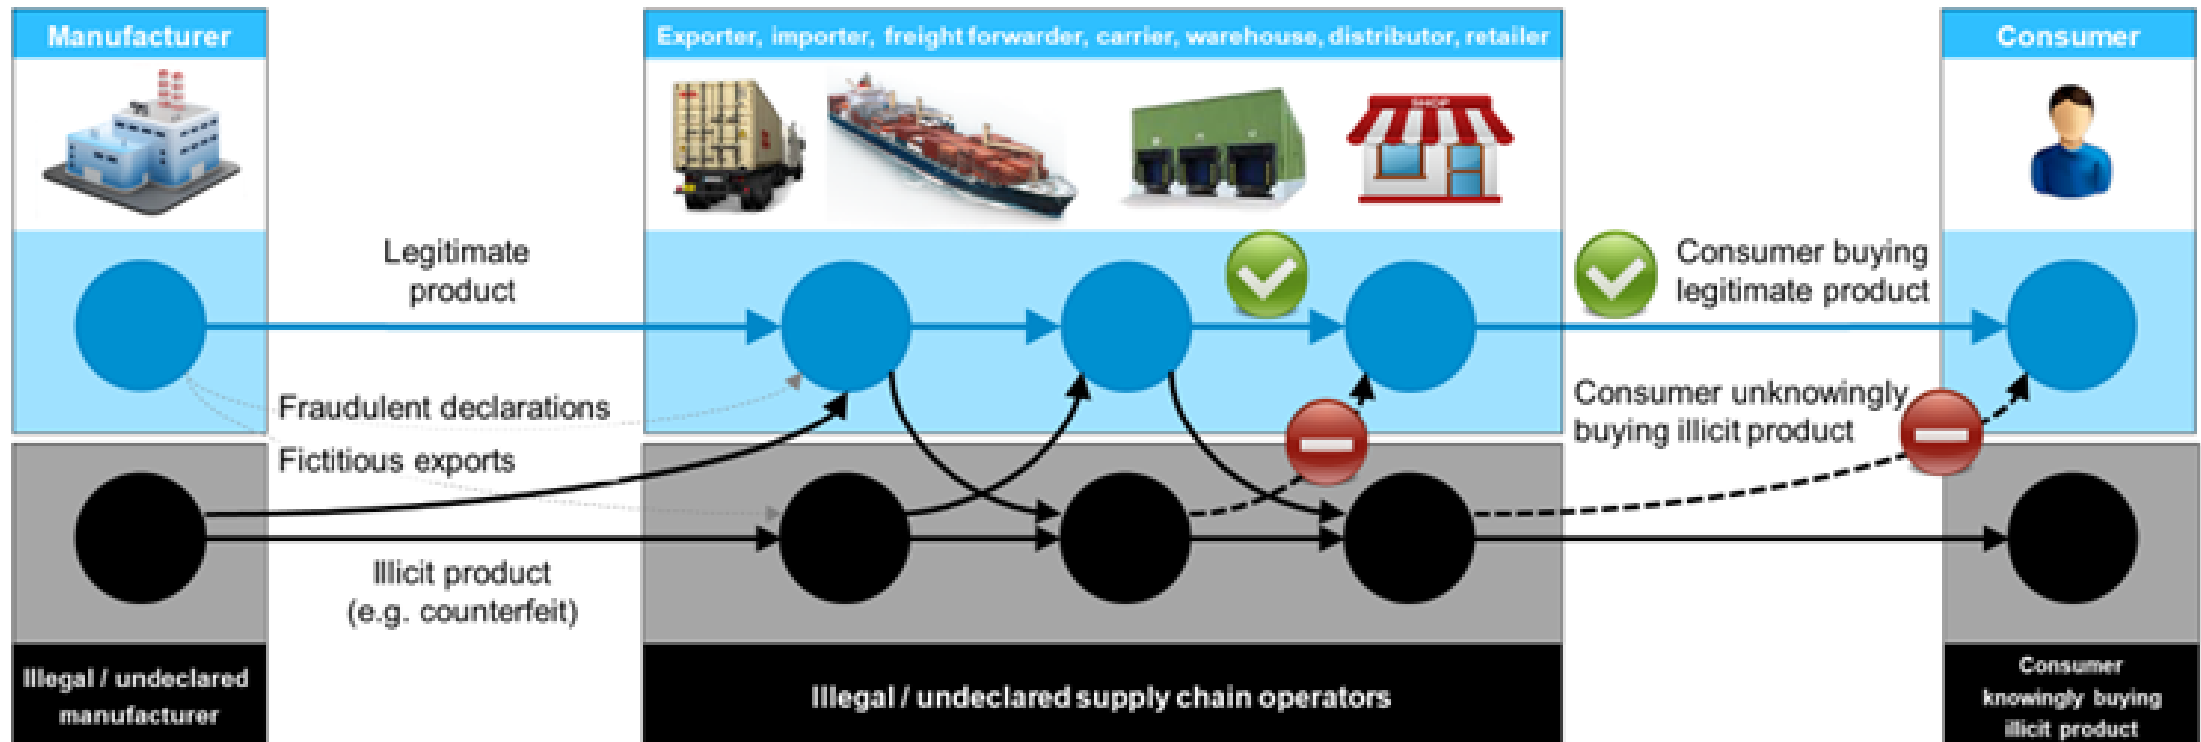 Manufacturer
Exporter, importer, freight forwarder, carrier, warehouse, distributor, retailer
Consumer
SHOP
Legitimate
product
Consumer buying
legitimate product
Fraudulent declarations
Fictitious exports
Consumer unknowingly
buying illicit product
Illicit product
(e.g. counterfeit)
Illegal / undeclared
manufacturer
Illegal / undeclared supply chain operators
Consumer
knowingly buying
illicit product